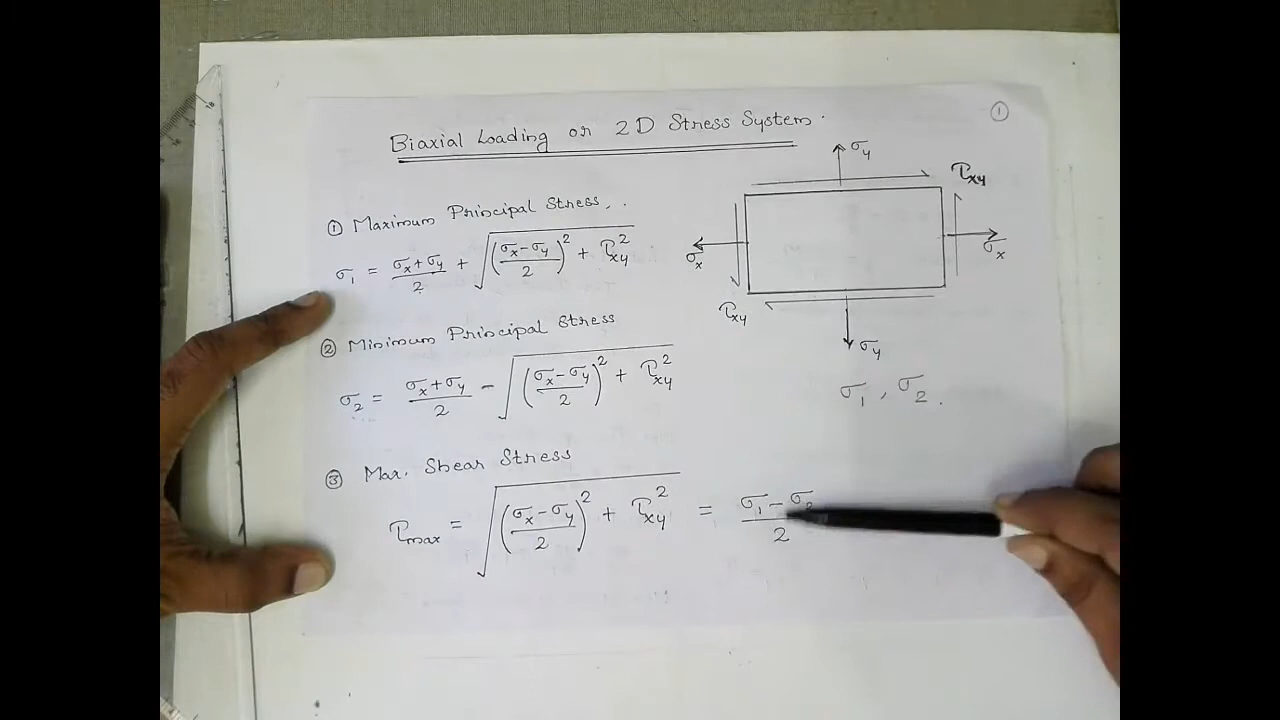 ①
Biaxial Loading or 2D Stress System.
① Maximum Principal Stress..
σ₁ = (σx + σy)/2 + √(((σx − σy)/2)² + τxy²)
② Minimum Principal Stress
σ₂ = (σx + σy)/2 − √(((σx − σy)/2)² + τxy²)
③ Max. Shear Stress
τmax = √(((σx − σy)/2)² + τxy²) = (σ₁ − σ₂)/2
σy
τxy
σx
σx
τxy
σy
σ₁, σ₂.